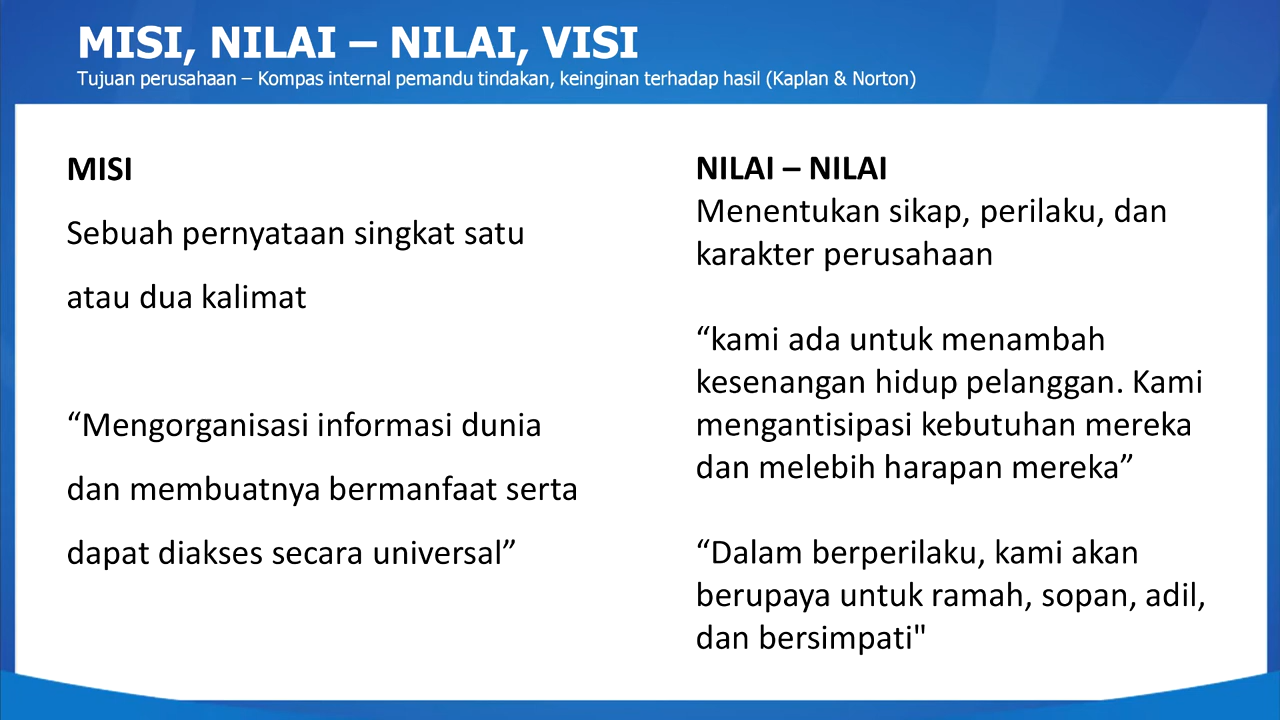 MISI, NILAI – NILAI, VISI
Tujuan perusahaan – Kompas internal pemandu tindakan, keinginan terhadap hasil (Kaplan & Norton)
MISI
Sebuah pernyataan singkat satu
atau dua kalimat
“Mengorganisasi informasi dunia
dan membuatnya bermanfaat serta
dapat diakses secara universal”
NILAI – NILAI
Menentukan sikap, perilaku, dan
karakter perusahaan
“kami ada untuk menambah
kesenangan hidup pelanggan. Kami
mengantisipasi kebutuhan mereka
dan melebih harapan mereka”
“Dalam berperilaku, kami akan
berupaya untuk ramah, sopan, adil,
dan bersimpati"